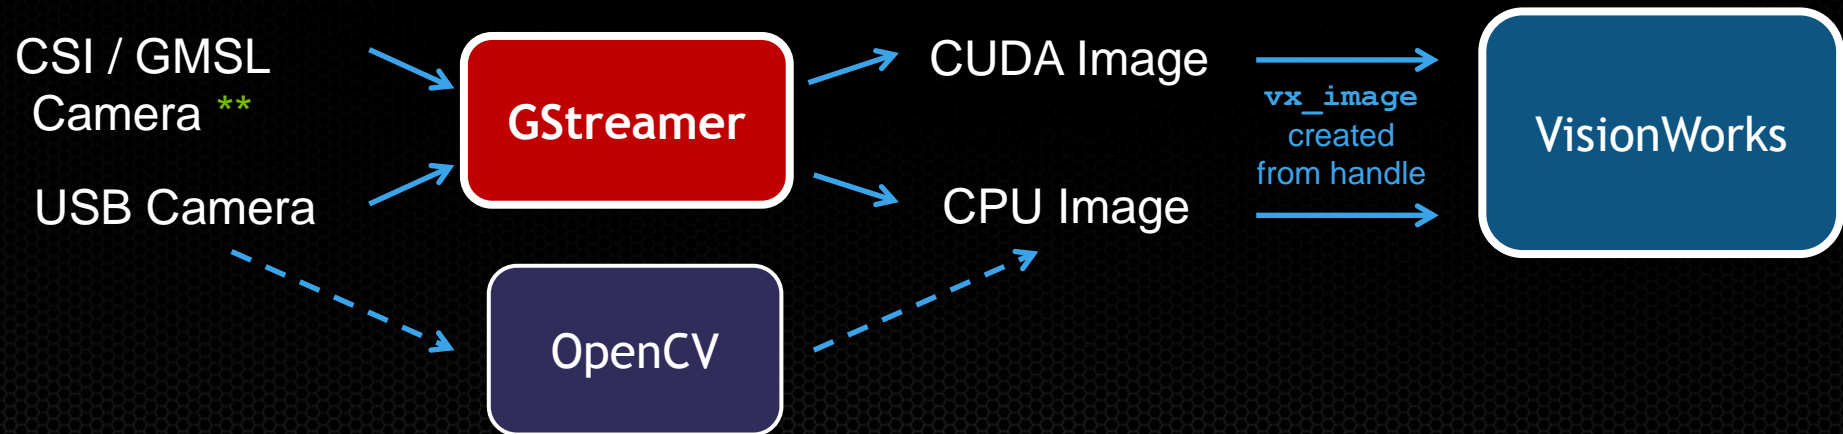 CSI / GMSL
Camera **
USB Camera
GStreamer
OpenCV
CUDA Image
CPU Image
vx_image
created
from handle
VisionWorks